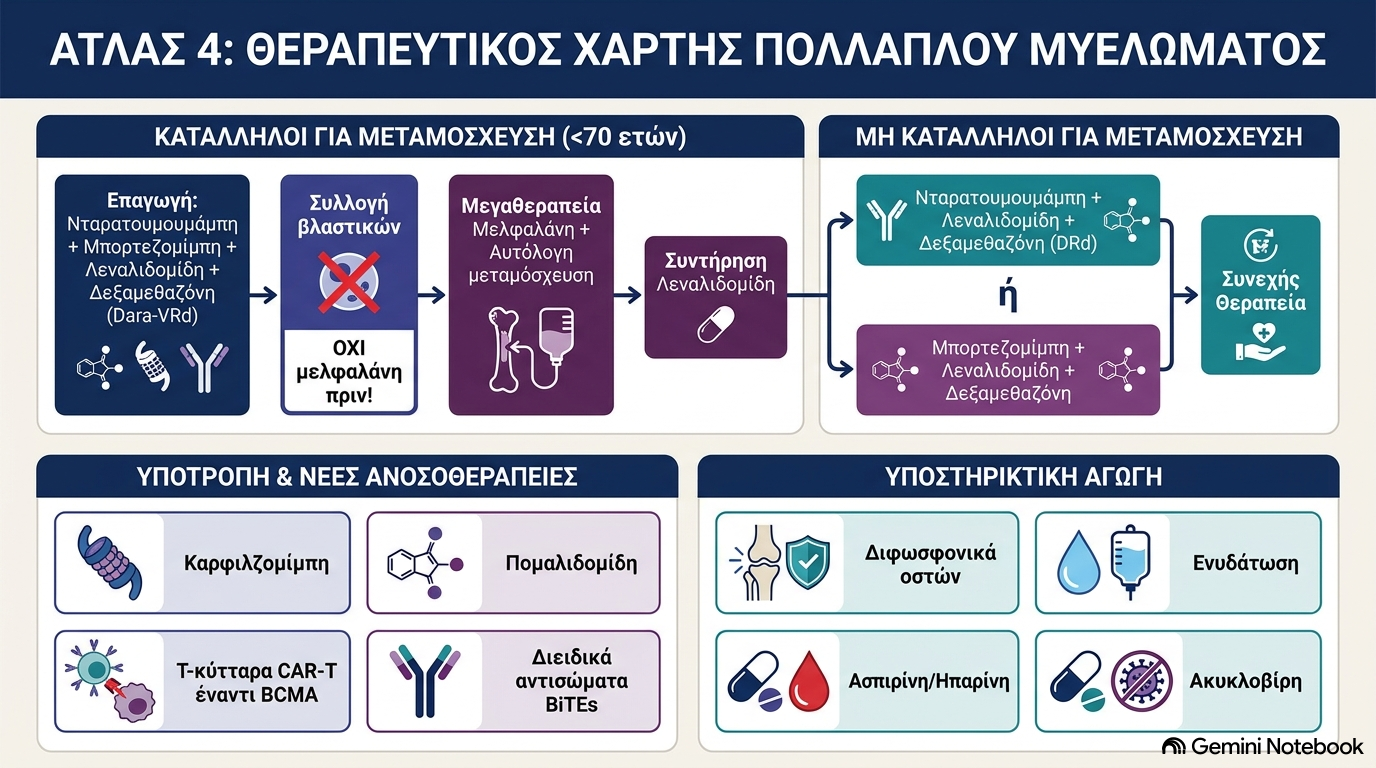 ΑΤΛΑΣ 4: ΘΕΡΑΠΕΥΤΙΚΟΣ ΧΑΡΤΗΣ ΠΟΛΛΑΠΛΟΥ ΜΥΕΛΩΜΑΤΟΣ
ΚΑΤΑΛΛΗΛΟΙ ΓΙΑ ΜΕΤΑΜΟΣΧΕΥΣΗ (<70 ετών)
Επαγωγή:
Νταρατουμουμάμπη
+ Μπορτεζομίμπη +
Λεναλιδομίδη +
Δεξαμεθαζόνη
(Dara-VRd)
Συλλογή
βλαστικών
ΟΧΙ
μελφαλάνη
πριν!
Μεγαθεραπεία
Μελφαλάνη +
Αυτόλογη
μεταμόσχευση
Συντήρηση
Λεναλιδομίδη
ΜΗ ΚΑΤΑΛΛΗΛΟΙ ΓΙΑ ΜΕΤΑΜΟΣΧΕΥΣΗ
Νταρατουμουμάμπη +
Λεναλιδομίδη +
Δεξαμεθαζόνη (DRd)
ή
Μπορτεζομίμπη +
Λεναλιδομίδη +
Δεξαμεθαζόνη
Συνεχής
Θεραπεία
ΥΠΟΤΡΟΠΗ & ΝΕΕΣ ΑΝΟΣΟΘΕΡΑΠΕΙΕΣ
Καρφιλζομίμπη
Πομαλιδομίδη
Τ-κύτταρα CAR-T
έναντι BCMA
Διειδικά
αντισώματα
BiTEs
ΥΠΟΣΤΗΡΙΚΤΙΚΗ ΑΓΩΓΗ
Διφωσφονικά
οστών
Ενυδάτωση
Ασπιρίνη/Ηπαρίνη
Ακυκλοβίρη
Gemini Notebook